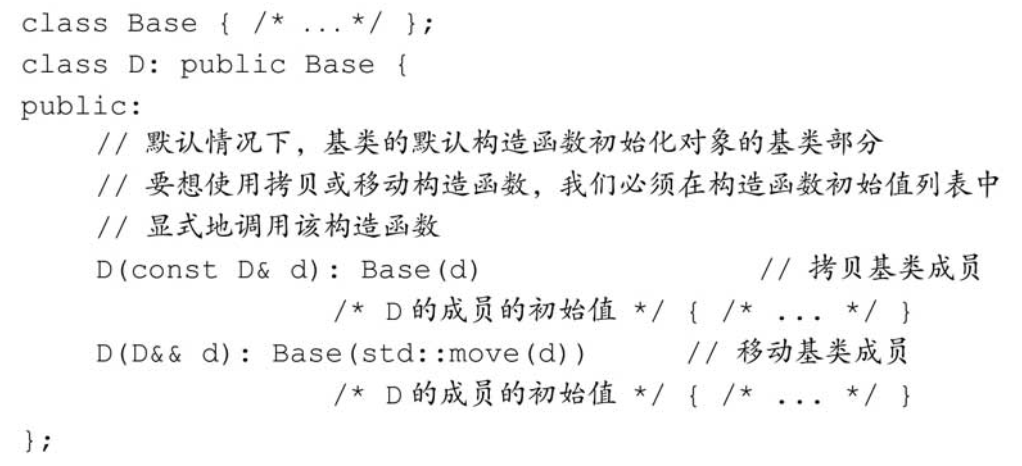 class Base { /* ...*/ };
class D: public Base {
public:
// 默认情况下，基类的默认构造函数初始化对象的基类部分
// 要想使用拷贝或移动构造函数，我们必须在构造函数初始值列表中
// 显式地调用该构造函数
D(const D& d): Base(d) // 拷贝基类成员
/* D 的成员的初始值 */ { /* ... */ }
D(D&& d): Base(std::move(d)) // 移动基类成员
/* D 的成员的初始值 */ { /* ... */ }
};